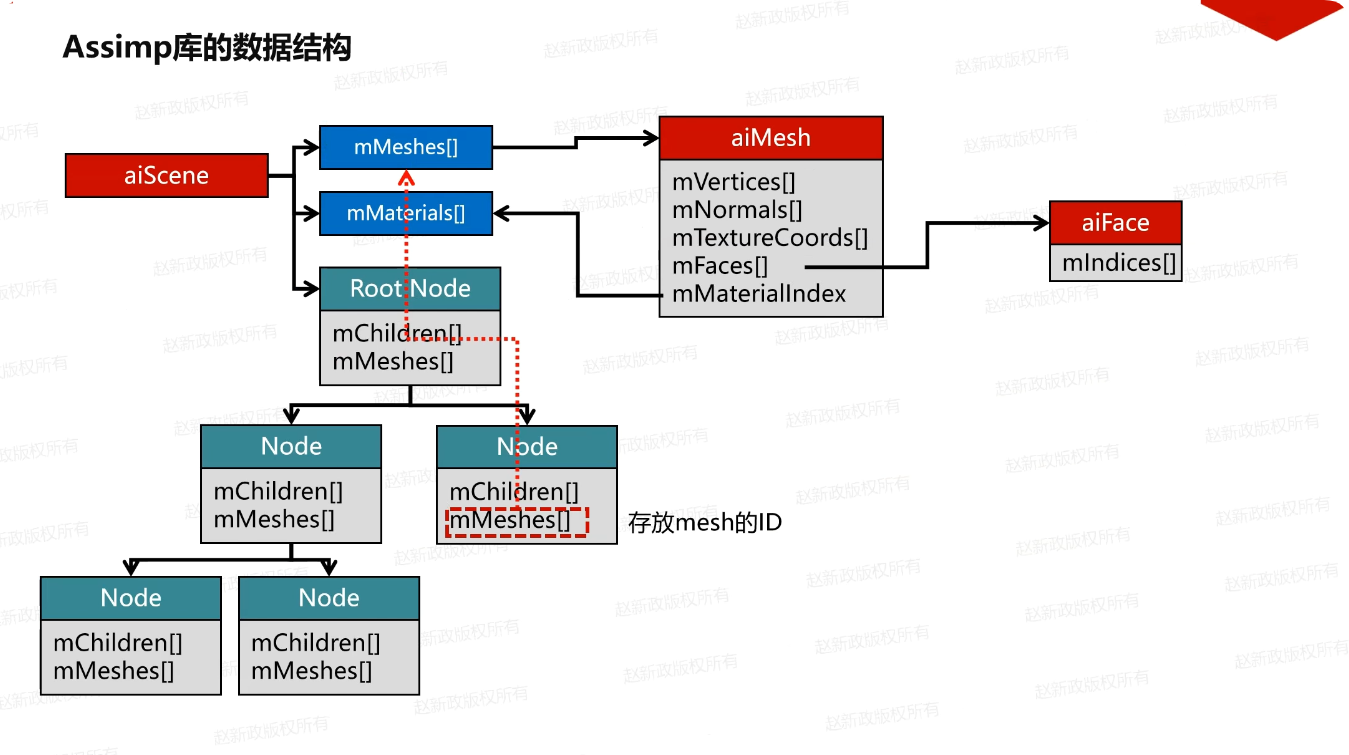 Assimp库的数据结构
aiScene
mMeshes[]
mMaterials[]
Root Node
mChildren[]
mMeshes[]
aiMesh
mVertices[]
mNormals[]
mTextureCoords[]
mFaces[]
mMaterialIndex
aiFace
mIndices[]
Node
mChildren[]
mMeshes[]
Node
mChildren[]
mMeshes[]
存放mesh的ID
Node
mChildren[]
mMeshes[]
Node
mChildren[]
mMeshes[]
赵新政版权所有